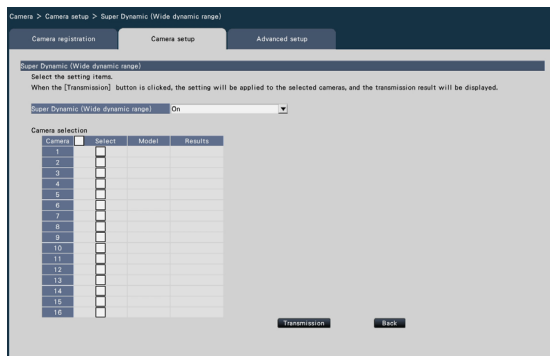 Camera > Camera setup > Super Dynamic (Wide dynamic range)
Camera registration Camera setup Advanced setup
Super Dynamic (Wide dynamic range)
Select the setting items.
When the [Transmission] button is clicked, the setting will be applied to the selected cameras, and the transmission result will be displayed.
Super Dynamic (Wide dynamic range) On
Camera selection
Camera Select Model Results
1
2
3
4
5
6
7
8
9
10
11
12
13
14
15
16
Transmission Back